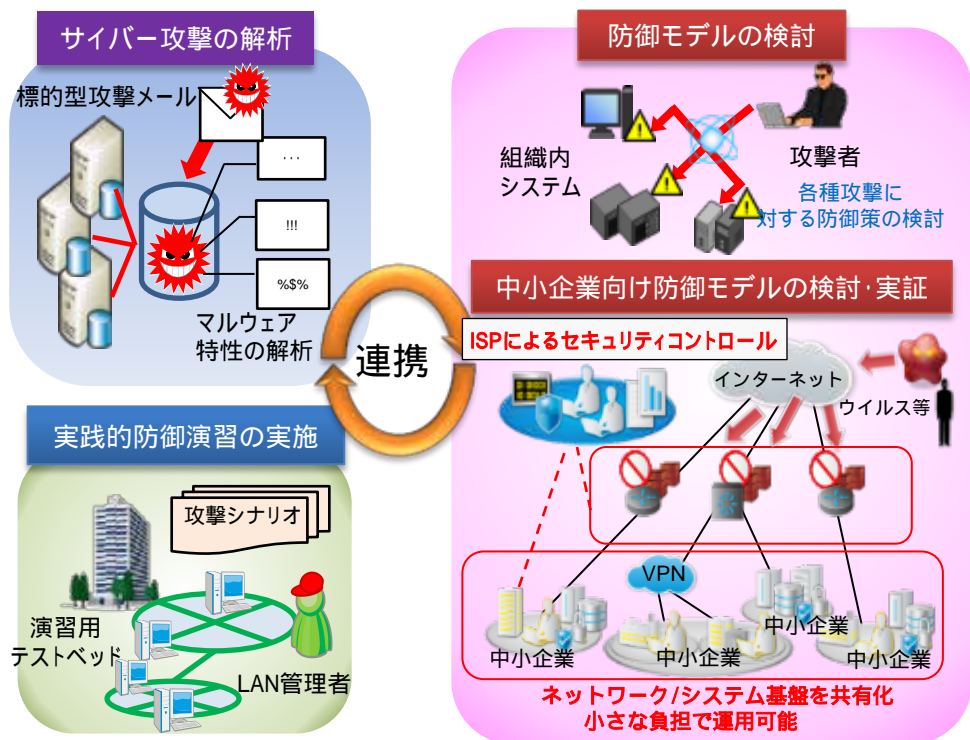 サイバー攻撃の解析
標的型攻撃メール
...
!!!
%$%
マルウェア
特性の解析
防御モデルの検討
組織内
システム
攻撃者
各種攻撃に
対する防御策の検討
連携
中小企業向け防御モデルの検討・実証
ISPによるセキュリティコントロール
インターネット
ウイルス等
VPN
中小企業
中小企業
中小企業
中小企業
ネットワーク/システム基盤を共有化
小さな負担で運用可能
実践的防御演習の実施
攻撃シナリオ
演習用
テストベッド
LAN管理者